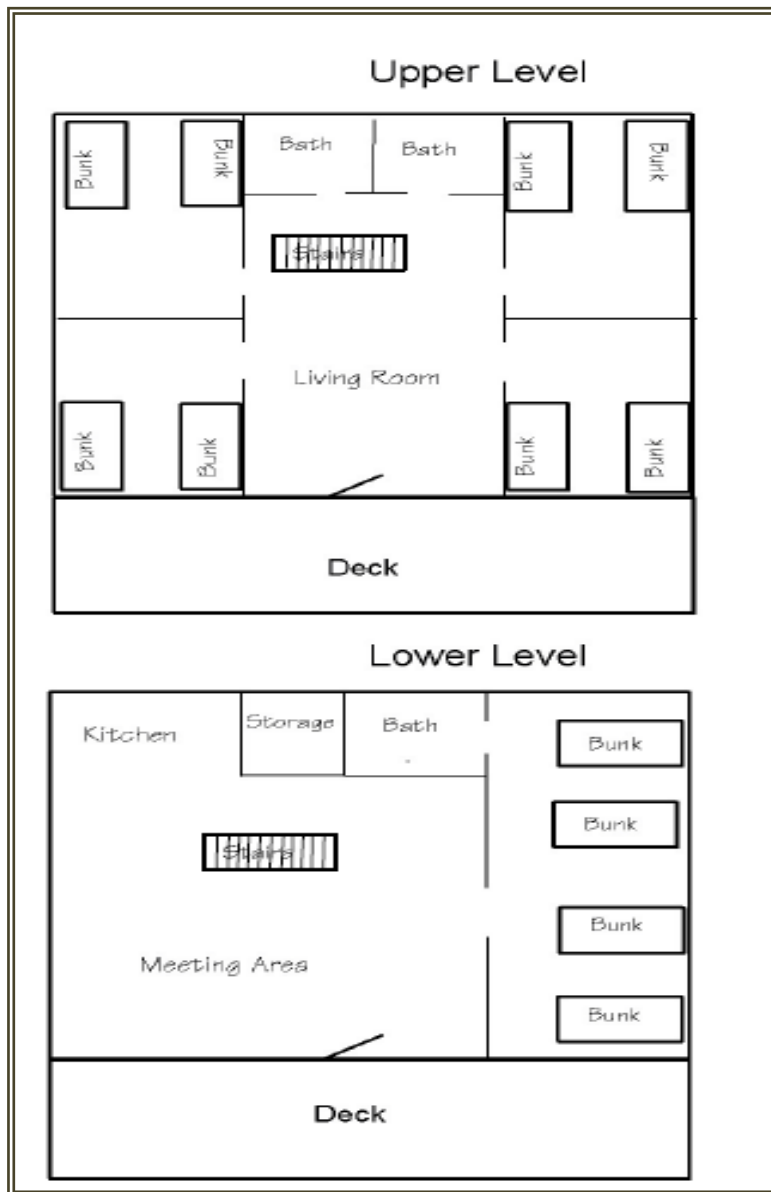 Upper Level
Bunk
Bunk
Bath
Bath
Bunk
Bunk
Stairs
Living Room
Bunk
Bunk
Bunk
Bunk
Deck
Lower Level
Kitchen
Storage
Bath
Bunk
Bunk
Stairs
Bunk
Meeting Area
Bunk
Deck